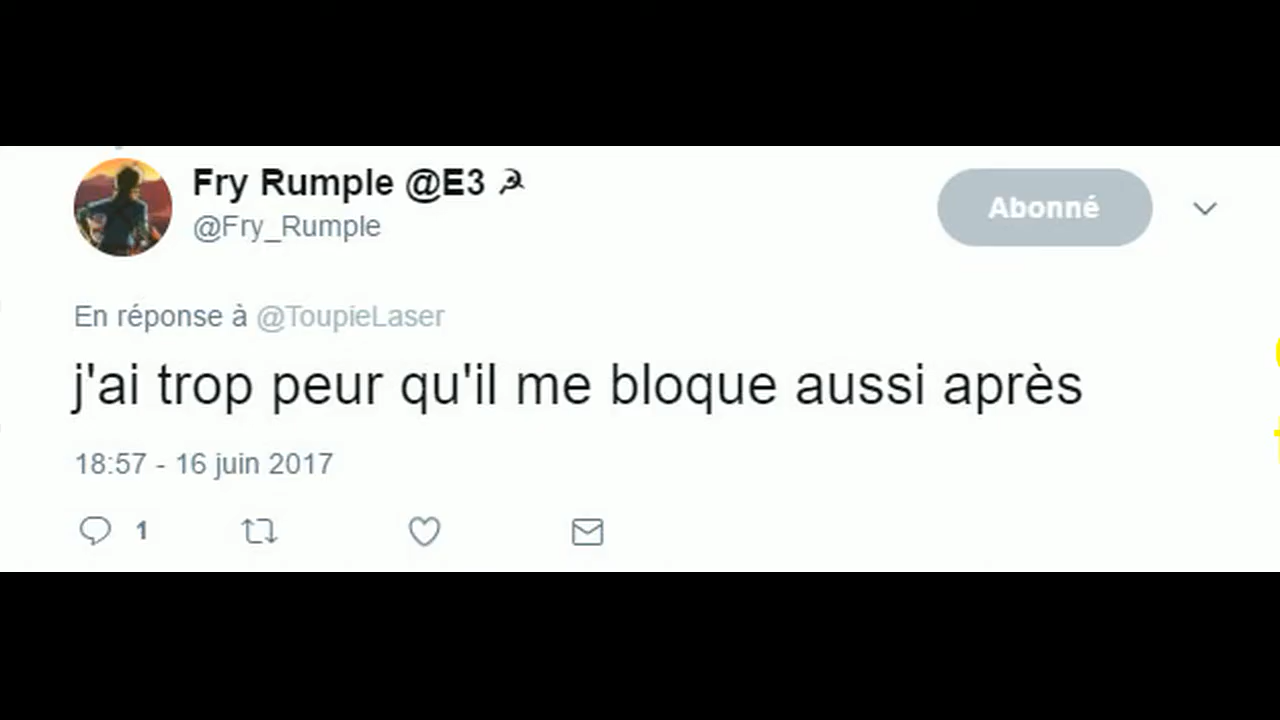 Fry Rumple @E3 ☭
@Fry_Rumple
Abonné
En réponse à @ToupieLaser
j'ai trop peur qu'il me bloque aussi après
18:57 - 16 juin 2017
1